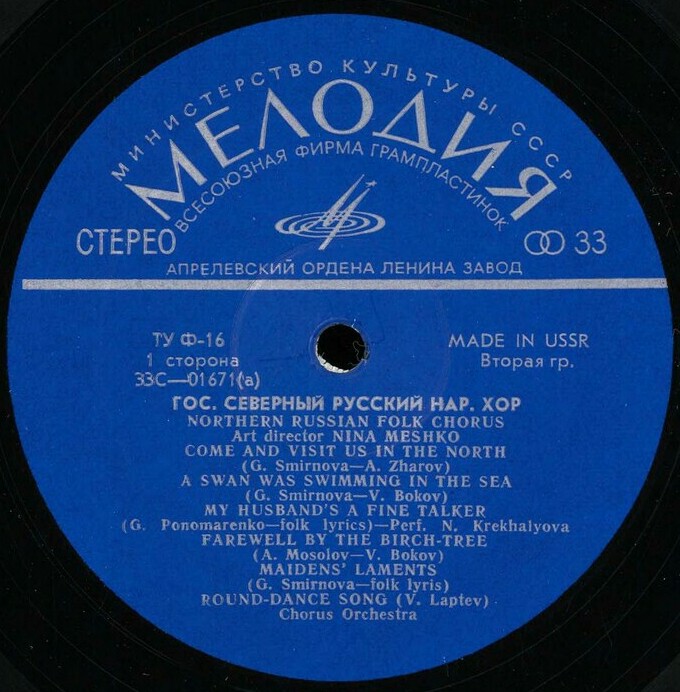 МИНИСТЕРСТВО КУЛЬТУРЫ СССР
МЕЛОДИЯ
ВСЕСОЮЗНАЯ ФИРМА ГРАМПЛАСТИНОК
СТЕРЕО
33
АПРЕЛЕВСКИЙ ОРДЕНА ЛЕНИНА ЗАВОД
ТУ Ф-16
MADE IN USSR
1 сторона
Вторая гр.
33С—01671(а)
ГОС. СЕВЕРНЫЙ РУССКИЙ НАР. ХОР
NORTHERN RUSSIAN FOLK CHORUS
Art director NINA MESHKO
COME AND VISIT US IN THE NORTH
(G. Smirnova—A. Zharov)
A SWAN WAS SWIMMING IN THE SEA
(G. Smirnova—V. Bokov)
MY HUSBAND'S A FINE TALKER
(G. Ponomarenko—folk lyrics)—Perf. N. Krekhalyova
FAREWELL BY THE BIRCH-TREE
(A. Mosolov—V. Bokov)
MAIDENS' LAMENTS
(G. Smirnova—folk lyris)
ROUND-DANCE SONG (V. Laptev)
Chorus Orchestra